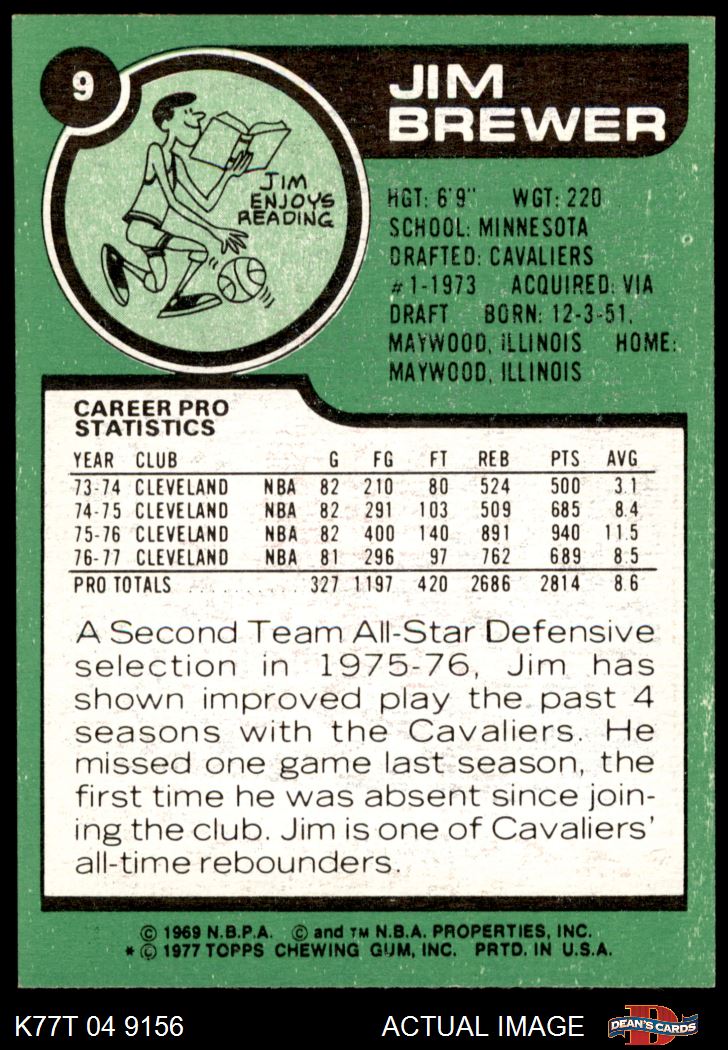 9
JIM
BREWER
JIM
ENJOYS
READING
HGT: 6'9" WGT: 220
SCHOOL: MINNESOTA
DRAFTED: CAVALIERS
#1-1973 ACQUIRED: VIA
DRAFT BORN: 12-3-51,
MAYWOOD, ILLINOIS HOME:
MAYWOOD, ILLINOIS
CAREER PRO
STATISTICS
YEAR CLUB G FG FT REB PTS AVG
73-74 CLEVELAND NBA 82 210 80 524 500 3.1
74-75 CLEVELAND NBA 82 291 103 509 685 8.4
75-76 CLEVELAND NBA 82 400 140 891 940 11.5
76-77 CLEVELAND NBA 81 296 97 762 689 8.5
PRO TOTALS 327 1197 420 2686 2814 8.6
A Second Team All-Star Defensive
selection in 1975-76, Jim has
shown improved play the past 4
seasons with the Cavaliers. He
missed one game last season, the
first time he was absent since join-
ing the club. Jim is one of Cavaliers'
all-time rebounders.
© 1969 N.B.P.A. © and TM N.B.A. PROPERTIES, INC.
* © 1977 TOPPS CHEWING GUM, INC. PRTD. IN U.S.A.
K77T 04 9156 ACTUAL IMAGE DEAN'S CARDS